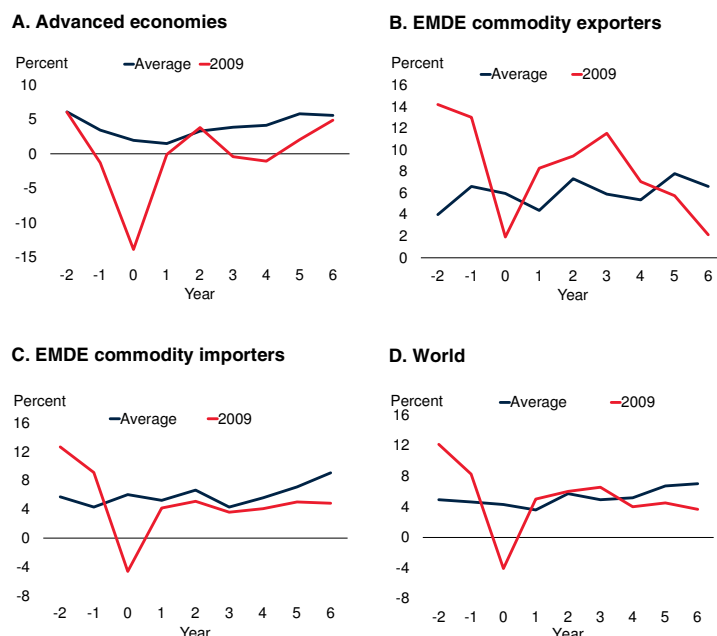 A. Advanced economies
Percent
Average 2009
10
5
0
-5
-10
-15
-2 -1 0 1 2 3 4 5 6
Year
B. EMDE commodity exporters
Percent
Average 2009
16
14
12
10
8
6
4
2
0
-2 -1 0 1 2 3 4 5 6
Year
C. EMDE commodity importers
Percent
Average 2009
16
12
8
4
0
-4
-8
-2 -1 0 1 2 3 4 5 6
Year
D. World
Percent
Average 2009
16
12
8
4
0
-4
-8
-2 -1 0 1 2 3 4 5 6
Year